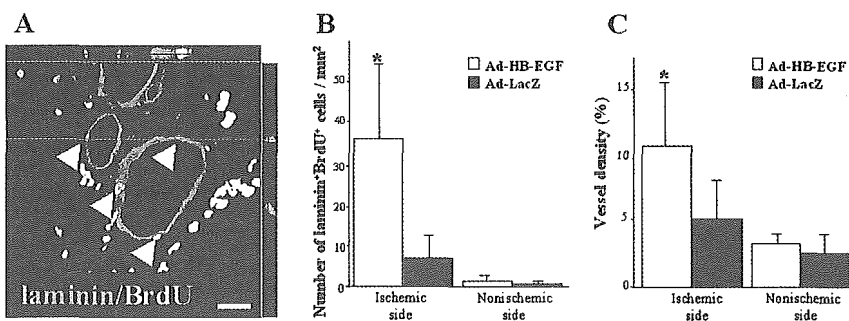 A
laminin/BrdU
B
Number of laminin⁺BrdU⁺ cells / mm²
50
40
30
20
10
0
*
Ad-HB-EGF
Ad-LacZ
Ischemic side
Nonischemic side
C
Vessel density (%)
15
10
5
0
*
Ad-HB-EGF
Ad-LacZ
Ischemic side
Nonischemic side